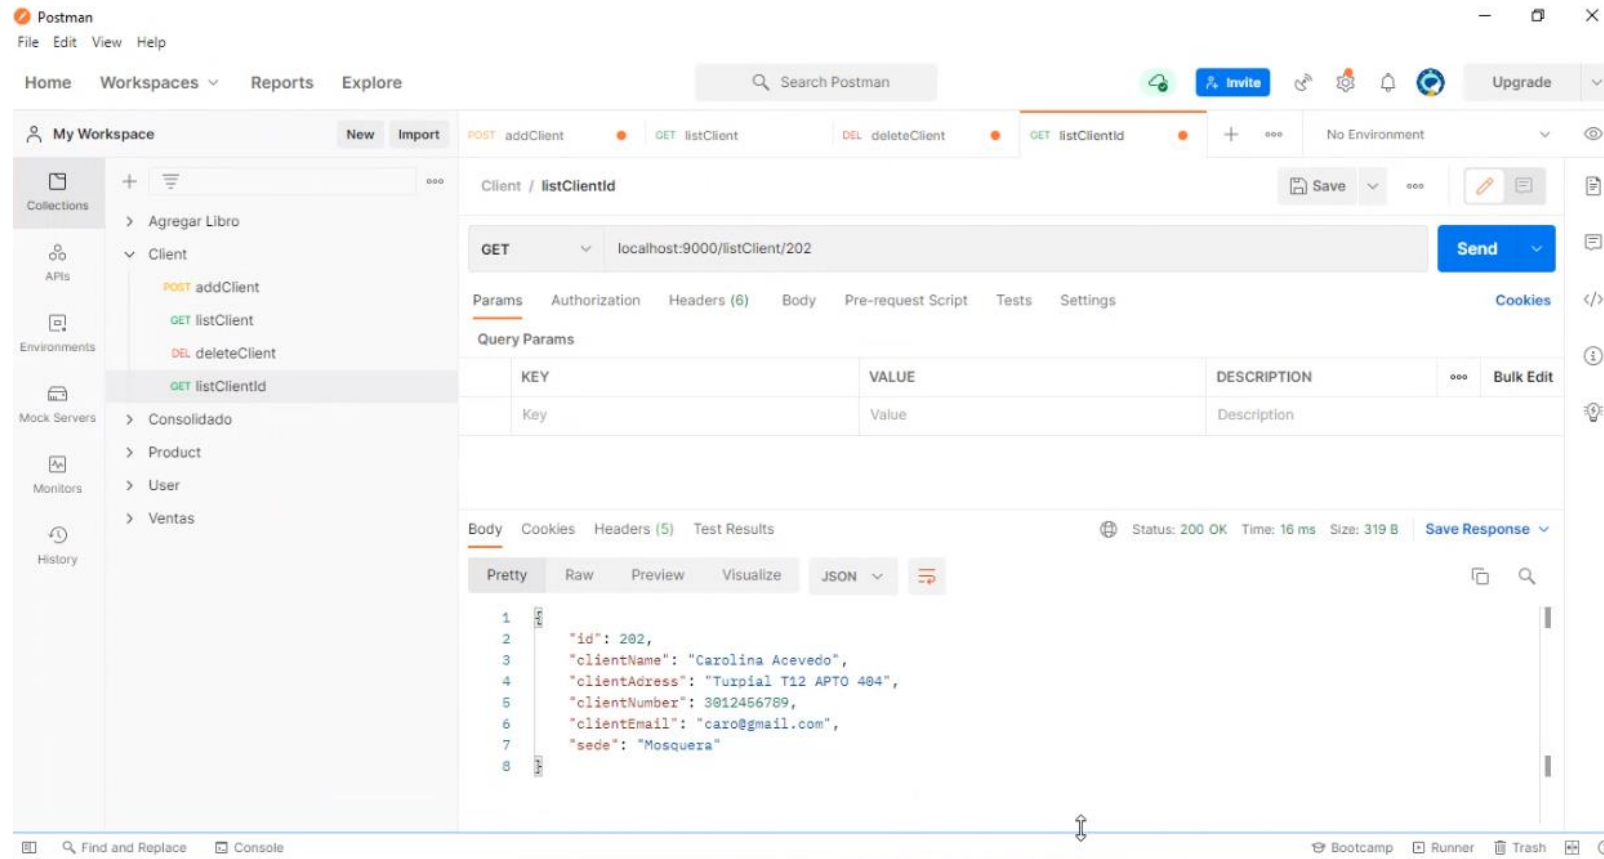 Postman
File Edit View Help
Home Workspaces Reports Explore Search Postman Invite Upgrade
My Workspace New Import POST addClient GET listClient DEL deleteClient GET listClientId No Environment
Collections
APIs
Environments
Mock Servers
Monitors
History
Agregar Libro
Client
POST addClient
GET listClient
DEL deleteClient
GET listClientId
Consolidado
Product
User
Ventas
Client / listClientId Save
GET localhost:9000/listClient/202 Send
Params Authorization Headers (6) Body Pre-request Script Tests Settings Cookies
Query Params
KEY VALUE DESCRIPTION Bulk Edit
Key Value Description
Body Cookies Headers (5) Test Results Status: 200 OK Time: 16 ms Size: 319 B Save Response
Pretty Raw Preview Visualize JSON
1 {
2 "id": 202,
3 "clientName": "Carolina Acevedo",
4 "clientAdress": "Turpial T12 APTO 404",
5 "clientNumber": 3012456789,
6 "clientEmail": "caro@gmail.com",
7 "sede": "Mosquera"
8 }
Find and Replace Console Bootcamp Runner Trash